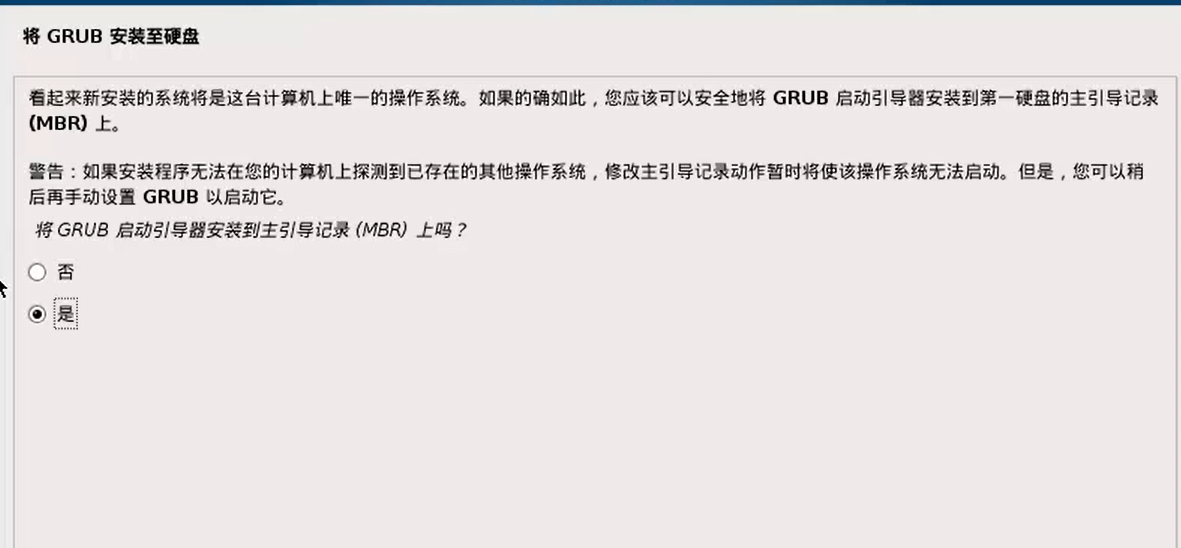 将 GRUB 安装至硬盘
看起来新安装的系统将是这台计算机上唯一的操作系统。如果的确如此，您应该可以安全地将 GRUB 启动引导器安装到第一硬盘的主引导记录
(MBR) 上。
警告：如果安装程序无法在您的计算机上探测到已存在的其他操作系统，修改主引导记录动作暂时将使该操作系统无法启动。但是，您可以稍
后再手动设置 GRUB 以启动它。
将 GRUB 启动引导器安装到主引导记录 (MBR) 上吗？
否
是